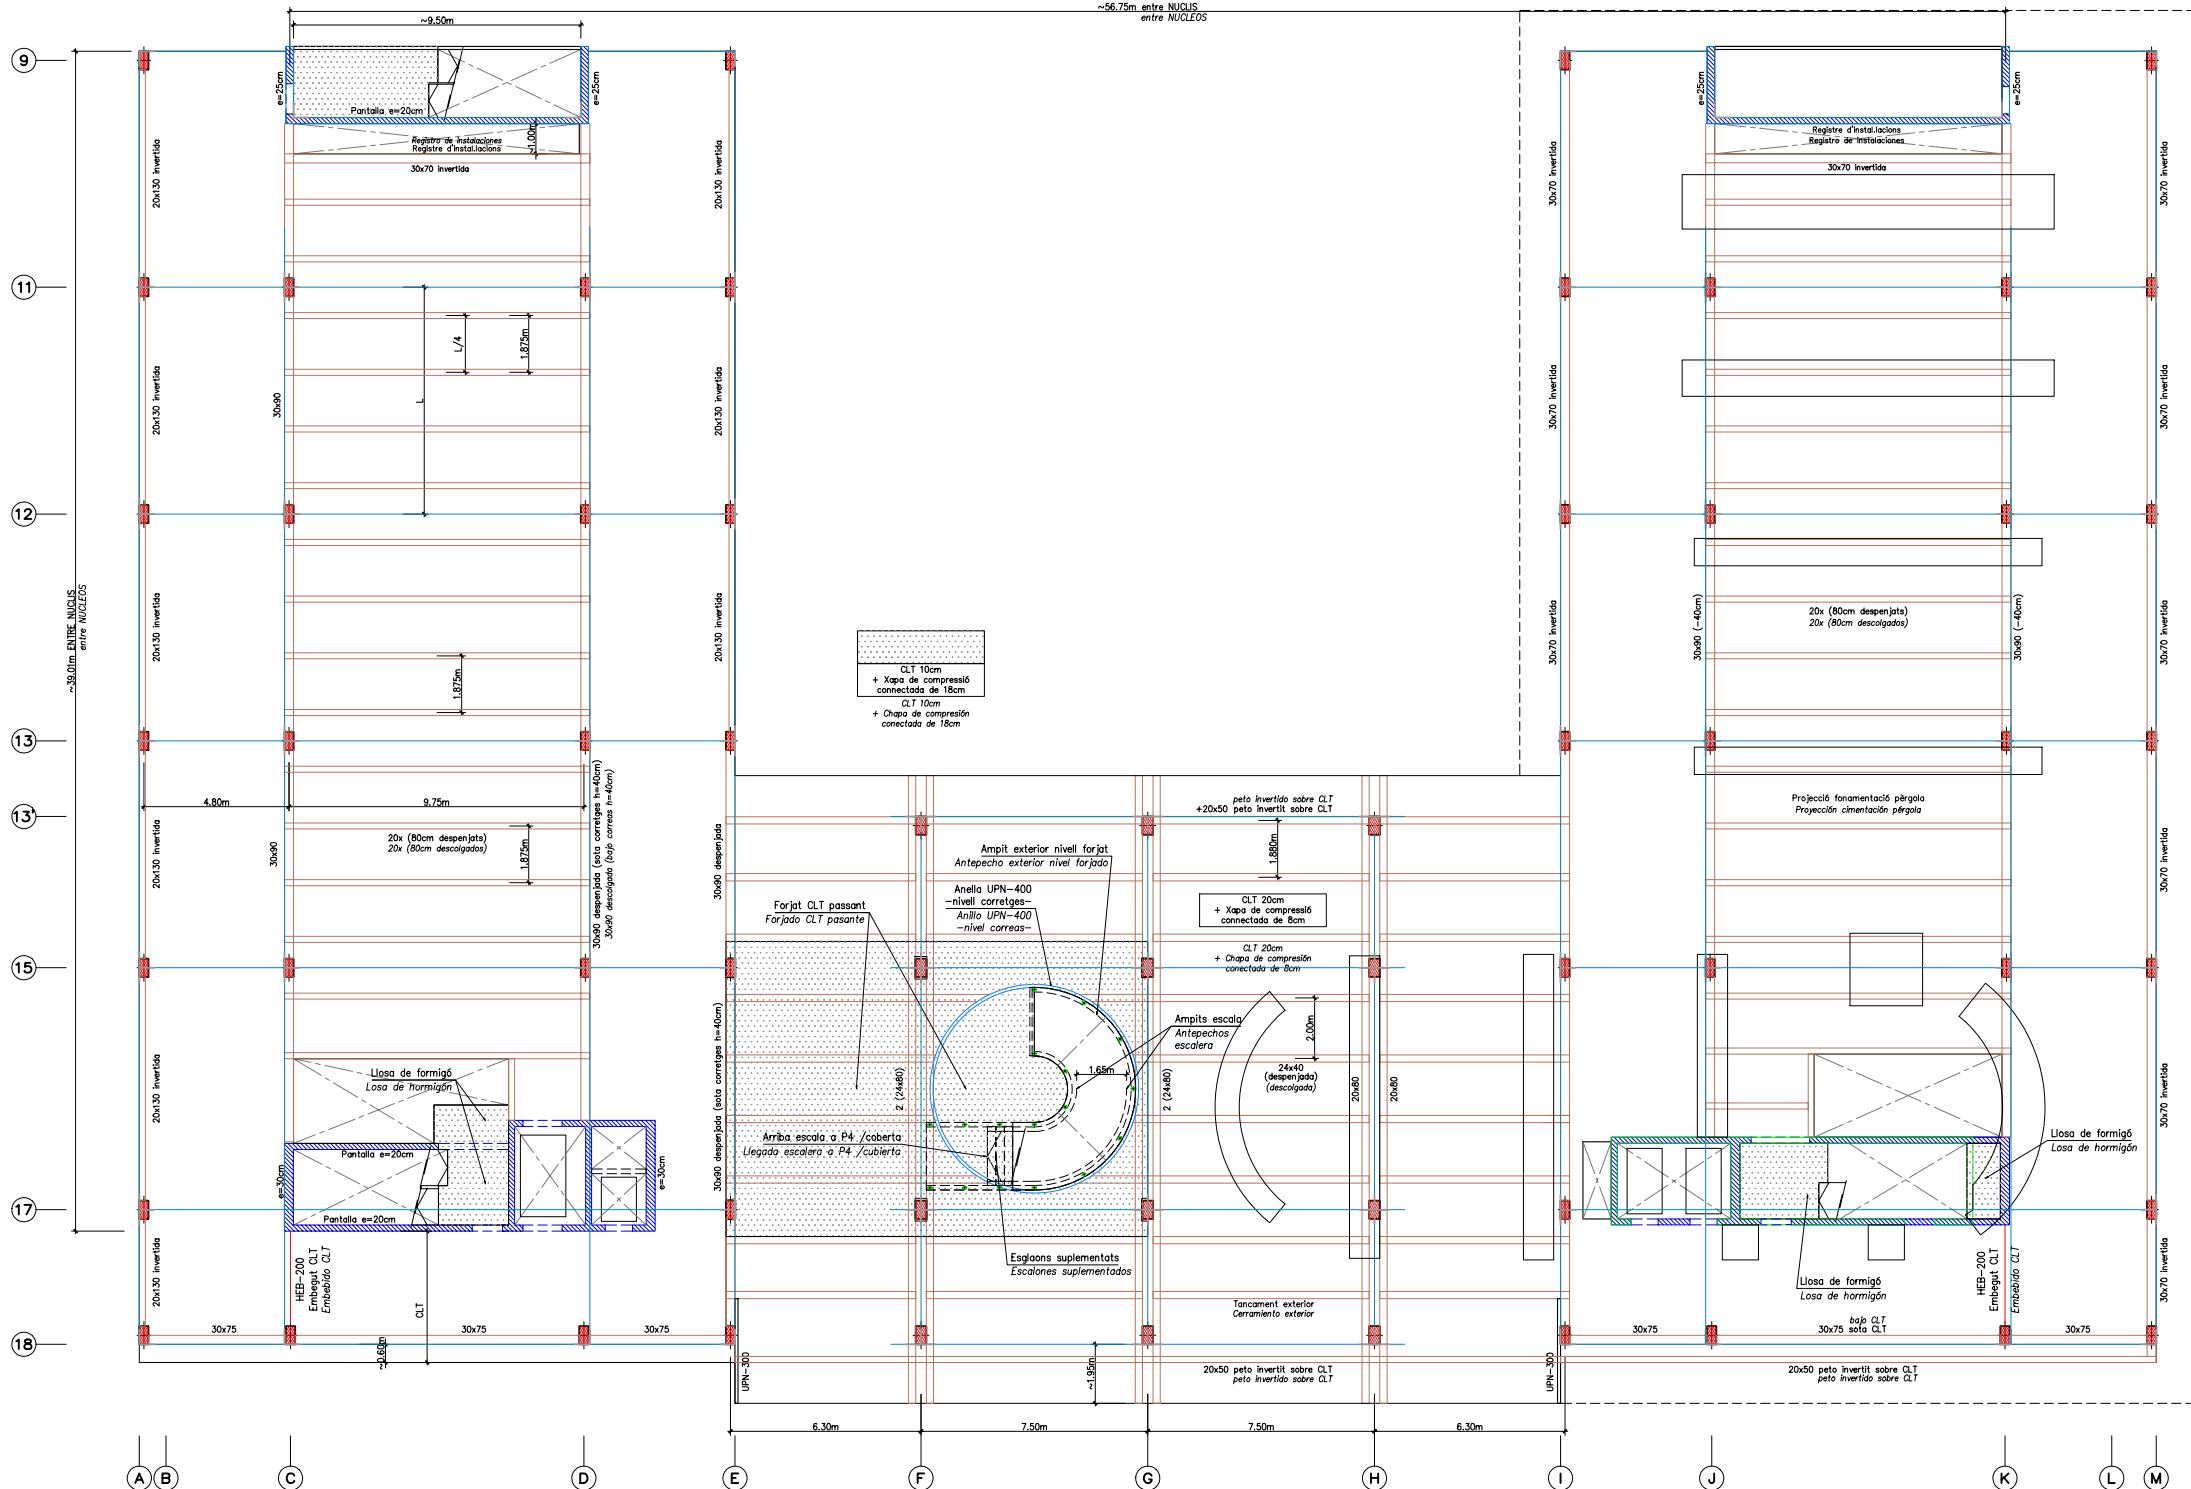 ~56.75m entre NUCLIS
entre NUCLEOS
~9.50m
9
e=25cm
e=25cm
Pantalla e=20cm
Registro de instalaciones
Registre d'instal.lacions
~1.00m
30x70 invertida
20x130 invertida
20x130 invertida
30x70 invertida
e=25cm
e=25cm
Registre d'instal.lacions
Registro de instalaciones
30x70 invertida
30x70 invertida
11
L/4
1.875m
L
20x130 invertida
30x90
20x130 invertida
30x70 invertida
30x70 invertida
12
~39.01m ENTRE NUCLIS
entre NUCLEOS
20x130 invertida
1.875m
20x130 invertida
CLT 10cm
+ Xapa de compressió
connectada de 18cm
CLT 10cm
+ Chapa de compresión
conectada de 18cm
30x70 invertida
30x90 (-40cm)
20x (80cm despenjats)
20x (80cm descolgados)
30x90 (-40cm)
30x70 invertida
13
4.80m
9.75m
13'
20x130 invertida
30x90
20x (80cm despenjats)
20x (80cm descolgados)
1.875m
30x90 despenjada (sota corretges h=40cm)
30x90 descolgada (bajo correas h=40cm)
30x90 despenjada
peto invertido sobre CLT
+20x50 peto invertit sobre CLT
1.880m
Ampit exterior nivell forjat
Antepecho exterior nivel forjado
Anella UPN-400
-nivell corretges-
Anillo UPN-400
-nivel correas-
Forjat CLT passant
Forjado CLT pasante
CLT 20cm
+ Xapa de compressió
connectada de 8cm
CLT 20cm
+ Chapa de compresión
conectada de 8cm
Projecció fonamentació pèrgola
Proyección cimentación pérgola
30x70 invertida
30x70 invertida
15
20x130 invertida
Llosa de formigó
Losa de hormigón
Pantalla e=20cm
Pantalla e=20cm
e=30cm
e=30cm
30x90 despenjada (sota corretges h=40cm)
2 (24x80)
Ampits escala
Antepechos
escalera
1.65m
2 (24x80)
2.00m
24x40
(despenjada)
(descolgada)
20x80
20x80
Arriba escala a P4 /coberta
Llegada escalera a P4 /cubierta
Esglaons suplementats
Escalones suplementados
Llosa de formigó
Losa de hormigón
Llosa de formigó
Losa de hormigón
30x70 invertida
17
20x130 invertida
HEB-200
Embegut CLT
Embebido CLT
CLT
HEB-200
Embegut CLT
Embebido CLT
30x70 invertida
Tancament exterior
Cerramiento exterior
30x75
30x75
30x75
30x75
bajo CLT
30x75 sota CLT
30x75
18
~0.60m
UPN-300
~1.95m
20x50 peto invertit sobre CLT
peto invertido sobre CLT
UPN-300
20x50 peto invertit sobre CLT
peto invertido sobre CLT
6.30m
7.50m
7.50m
6.30m
A
B
C
D
E
F
G
H
I
J
K
L
M